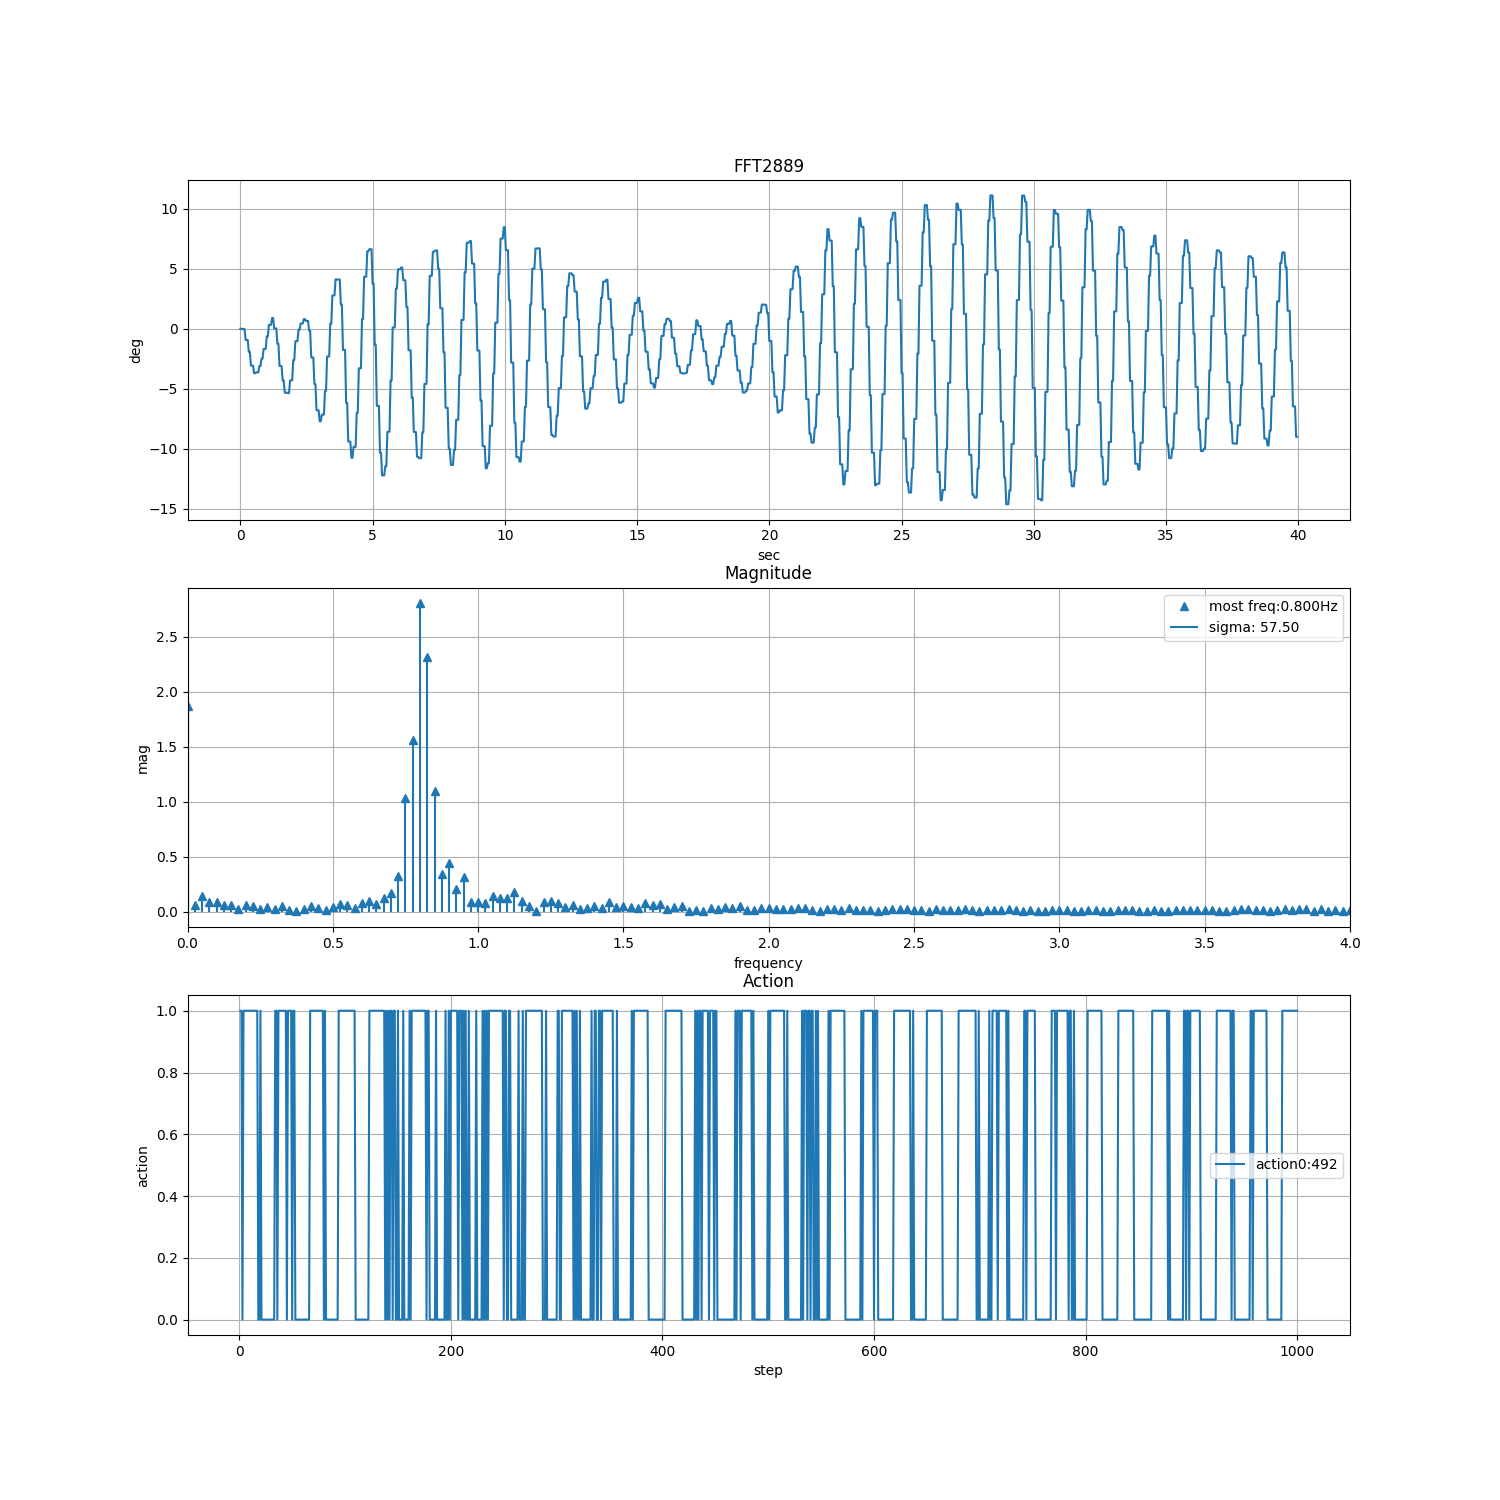 FFT2889
10
5
0
−5
−10
−15
deg
0 5 10 15 20 25 30 35 40
sec
Magnitude
most freq:0.800Hz
sigma: 57.50
2.5
2.0
1.5
1.0
0.5
0.0
mag
0.0 0.5 1.0 1.5 2.0 2.5 3.0 3.5 4.0
frequency
Action
1.0
0.8
0.6
0.4
0.2
0.0
action
action0:492
0 200 400 600 800 1000
step